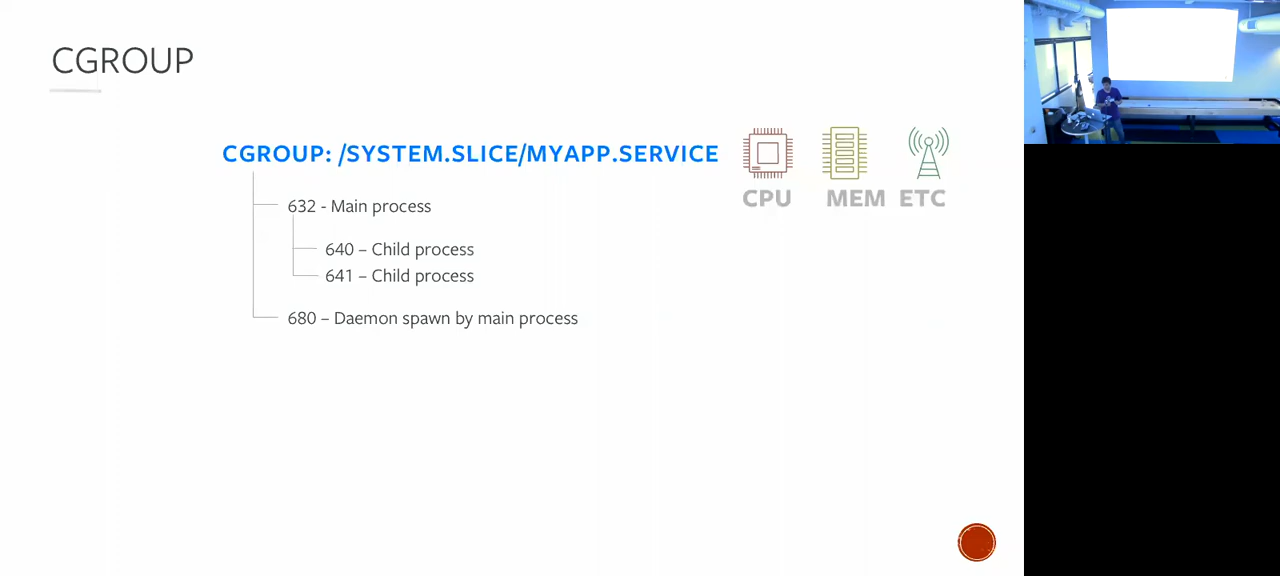 CGROUP
CGROUP: /SYSTEM.SLICE/MYAPP.SERVICE
CPU MEM ETC
632 - Main process
640 – Child process
641 – Child process
680 – Daemon spawn by main process